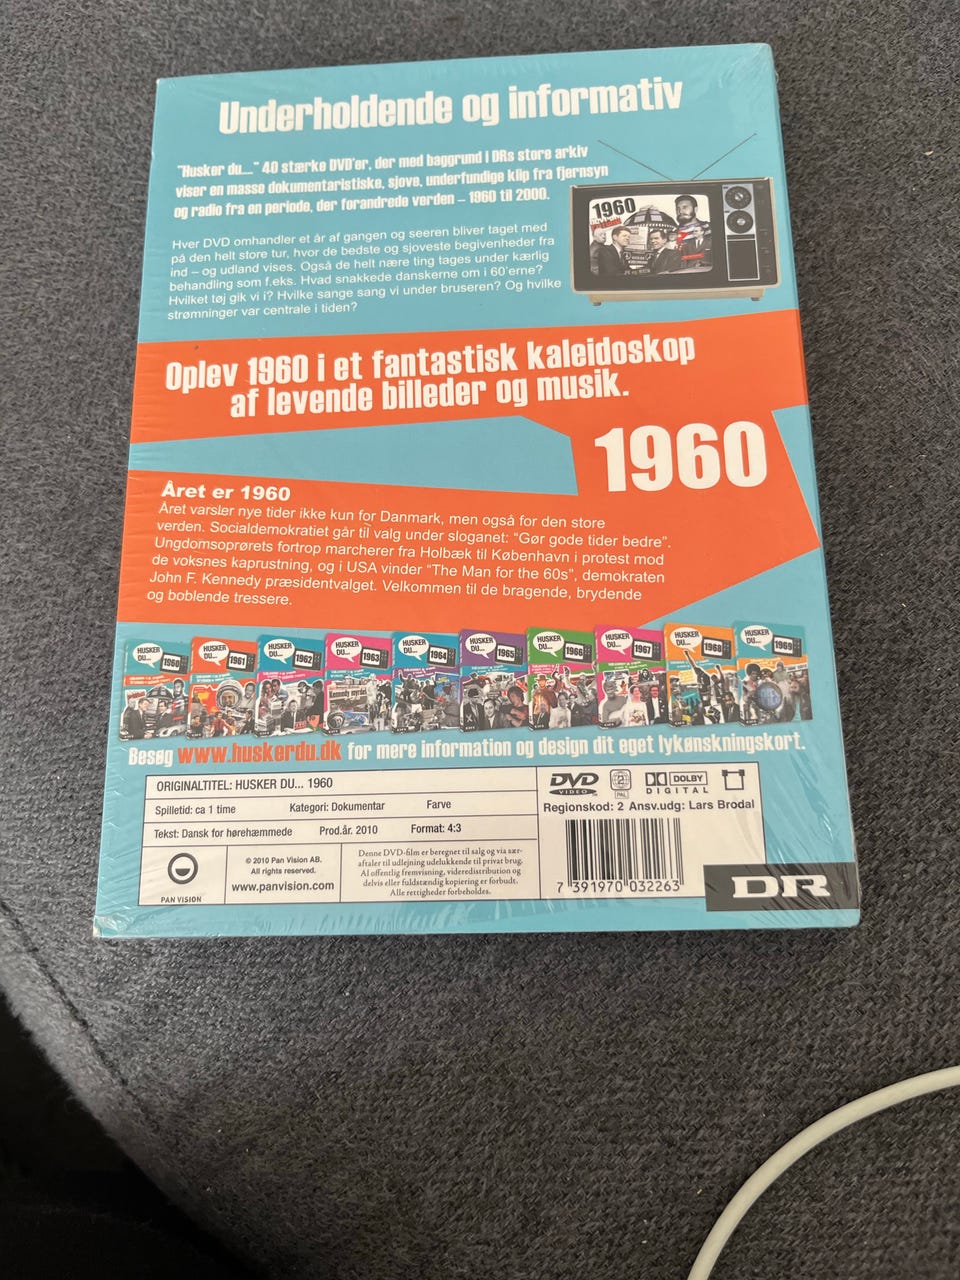 Underholdende og informativ
"Husker du...." 40 stærke DVD'er, der med baggrund i DRs store arkiv
viser en masse dokumentaristiske, sjove, underfundige klip fra fjernsyn
og radio fra en periode, der forandrede verden – 1960 til 2000.
1960
Hver DVD omhandler et år af gangen og seeren bliver taget med
på den helt store tur, hvor de bedste og sjoveste begivenheder fra
ind – og udland vises. Også de helt nære ting tages under kærlig
behandling som f.eks. Hvad snakkede danskerne om i 60'erne?
Hvilket tøj gik vi i? Hvilke sange sang vi under bruseren? Og hvilke
strømninger var centrale i tiden?
Oplev 1960 i et fantastisk kaleidoskop
af levende billeder og musik.
1960
Året er 1960
Året varsler nye tider ikke kun for Danmark, men også for den store
verden. Socialdemokratiet går til valg under sloganet: "Gør gode tider bedre".
Ungdomsoprørets fortrop marcherer fra Holbæk til København i protest mod
de voksnes kaprustning, og i USA vinder "The Man for the 60s", demokraten
John F. Kennedy præsidentvalget. Velkommen til de bragende, brydende
og boblende tressere.
HUSKER DU... 1960
HUSKER DU... 1961
HUSKER DU... 1962
HUSKER DU... 1963
HUSKER DU... 1964
HUSKER DU... 1965
HUSKER DU... 1966
HUSKER DU... 1967
HUSKER DU... 1968
HUSKER DU... 1969
Besøg www.huskerdu.dk for mere information og design dit eget lykønskningskort.
ORIGINALTITEL: HUSKER DU... 1960
Spilletid: ca 1 time Kategori: Dokumentar Farve
Tekst: Dansk for hørehæmmede Prod.år. 2010 Format: 4:3
PAN VISION
© 2010 Pan Vision AB.
All rights reserved.
www.panvision.com
Denne DVD-film er beregnet til salg og via sær-
aftaler til udlejning udelukkende til privat brug.
Al offentlig fremvisning, videredistribution og
delvis eller fuldstændig kopiering er forbudt.
Alle rettigheder forbeholdes.
DVD VIDEO
2 PAL
DOLBY DIGITAL
Regionskod: 2 Ansv.udg: Lars Brodal
7 391970 032263
DR